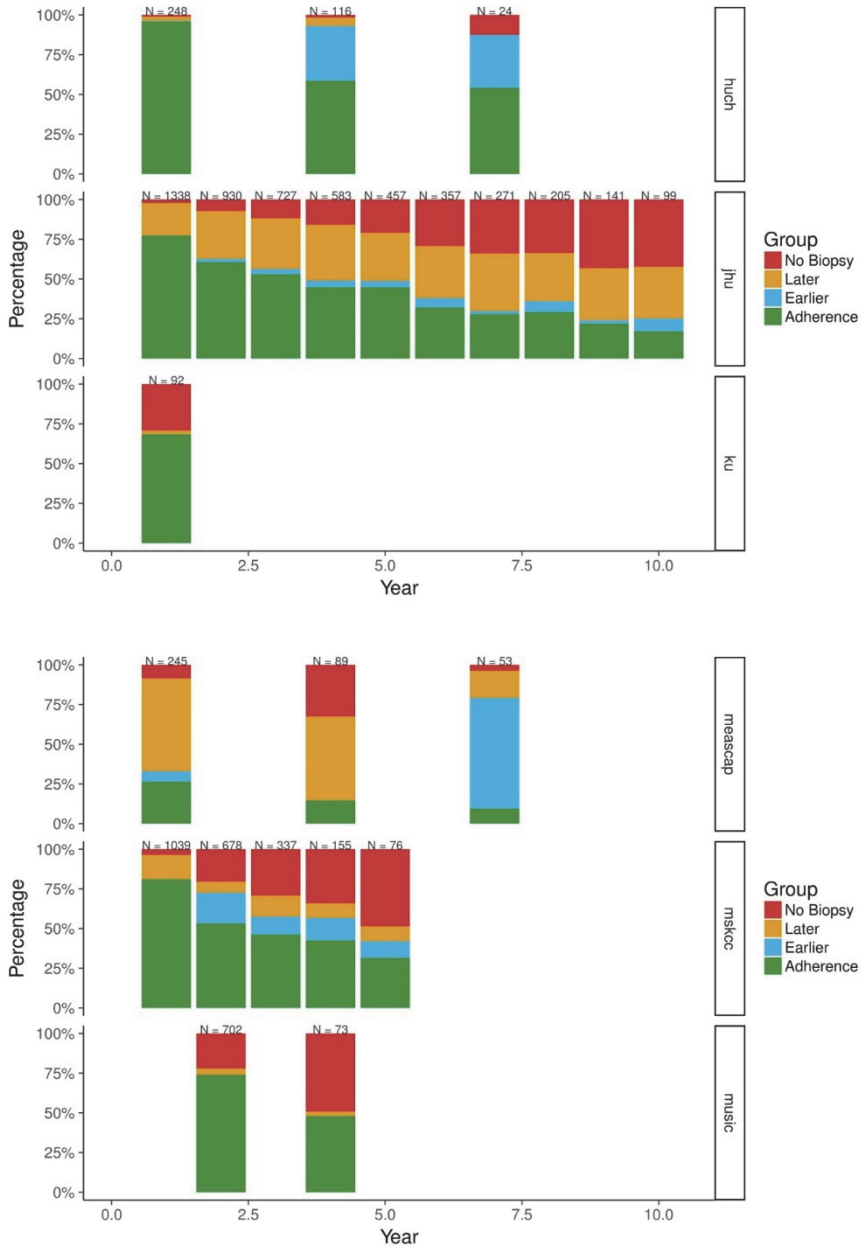 N = 248 N = 116 N = 24
100%
75%
50%
25%
0%
huch
N = 1338 N = 930 N = 727 N = 583 N = 457 N = 357 N = 271 N = 205 N = 141 N = 99
100%
75%
50%
25%
0%
jhu
N = 92
100%
75%
50%
25%
0%
ku
Percentage
0.0 2.5 5.0 7.5 10.0
Year
Group
No Biopsy
Later
Earlier
Adherence
N = 245 N = 89 N = 53
100%
75%
50%
25%
0%
meascap
N = 1039 N = 678 N = 337 N = 155 N = 76
100%
75%
50%
25%
0%
mskcc
N = 702 N = 73
100%
75%
50%
25%
0%
music
Percentage
0.0 2.5 5.0 7.5 10.0
Year
Group
No Biopsy
Later
Earlier
Adherence